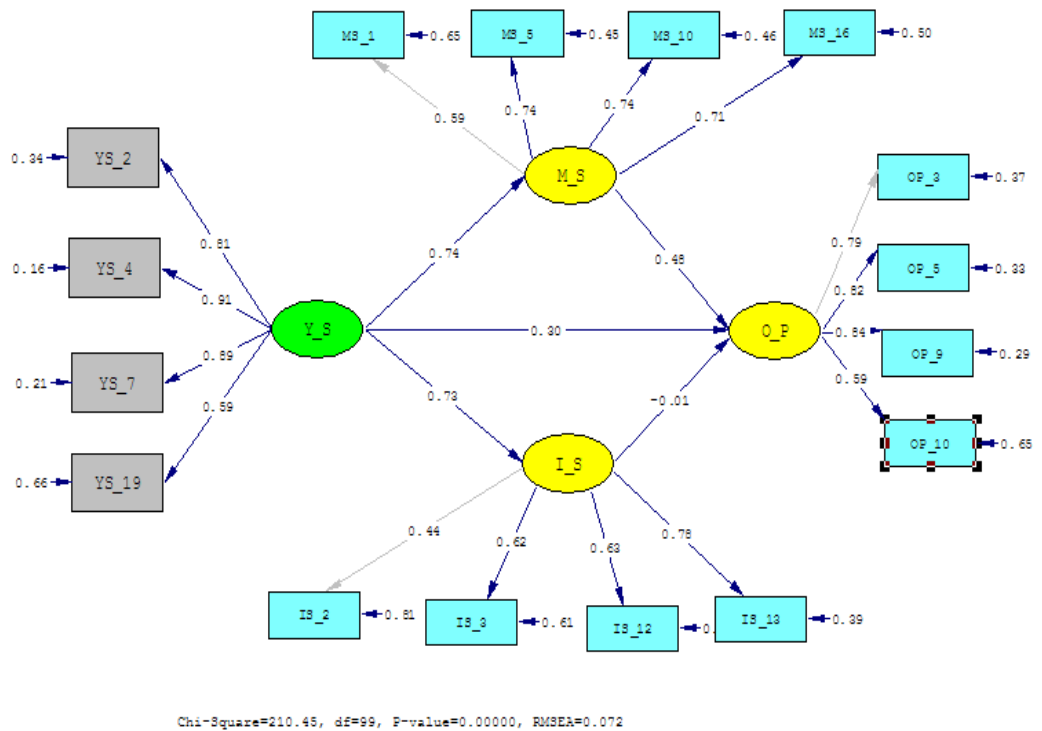 MS_1
0.65
MS_5
0.45
MS_10
0.46
MS_16
0.50
0.59
0.74
0.74
0.71
0.34
YS_2
M_S
OP_3
0.37
0.81
0.74
0.48
0.79
0.16
YS_4
OP_5
0.33
0.91
0.82
Y_S
0.30
O_P
0.84
OP_9
0.29
0.89
0.59
0.21
YS_7
0.73
-0.01
0.59
OP_10
0.65
0.66
YS_19
I_S
0.44
0.62
0.63
0.78
IS_2
0.81
IS_3
0.61
IS_12
IS_13
0.39
Chi-Square=210.45, df=99, P-value=0.00000, RMSEA=0.072